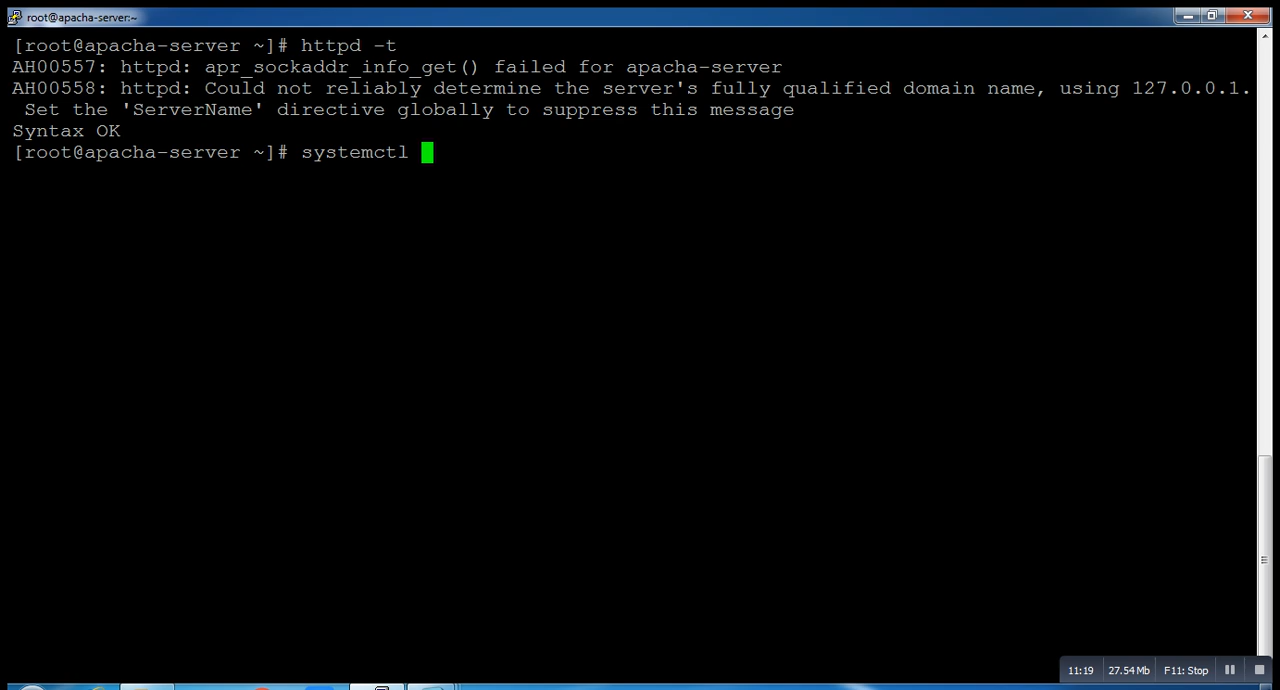 root@apacha-server:~
[root@apacha-server ~]# httpd -t
AH00557: httpd: apr_sockaddr_info_get() failed for apacha-server
AH00558: httpd: Could not reliably determine the server's fully qualified domain name, using 127.0.0.1.
 Set the 'ServerName' directive globally to suppress this message
Syntax OK
[root@apacha-server ~]# systemctl
11:19 27.54 Mb F11: Stop